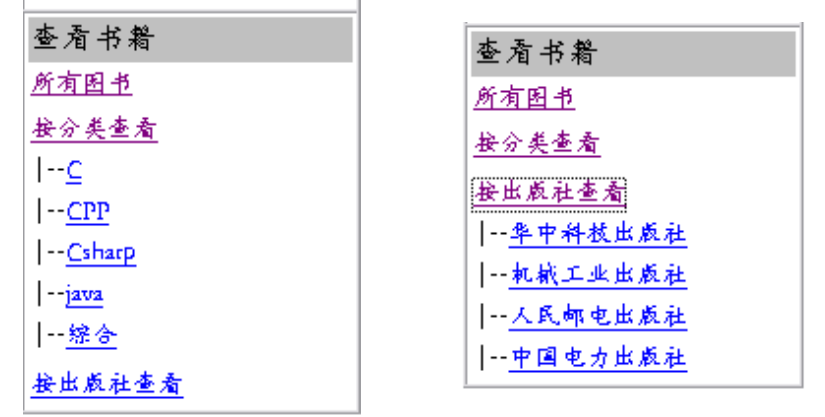 查看书籍
所有图书
按分类查看
|--C
|--CPP
|--Csharp
|--java
|--综合
按出版社查看
查看书籍
所有图书
按分类查看
按出版社查看
|--华中科技出版社
|--机械工业出版社
|--人民邮电出版社
|--中国电力出版社